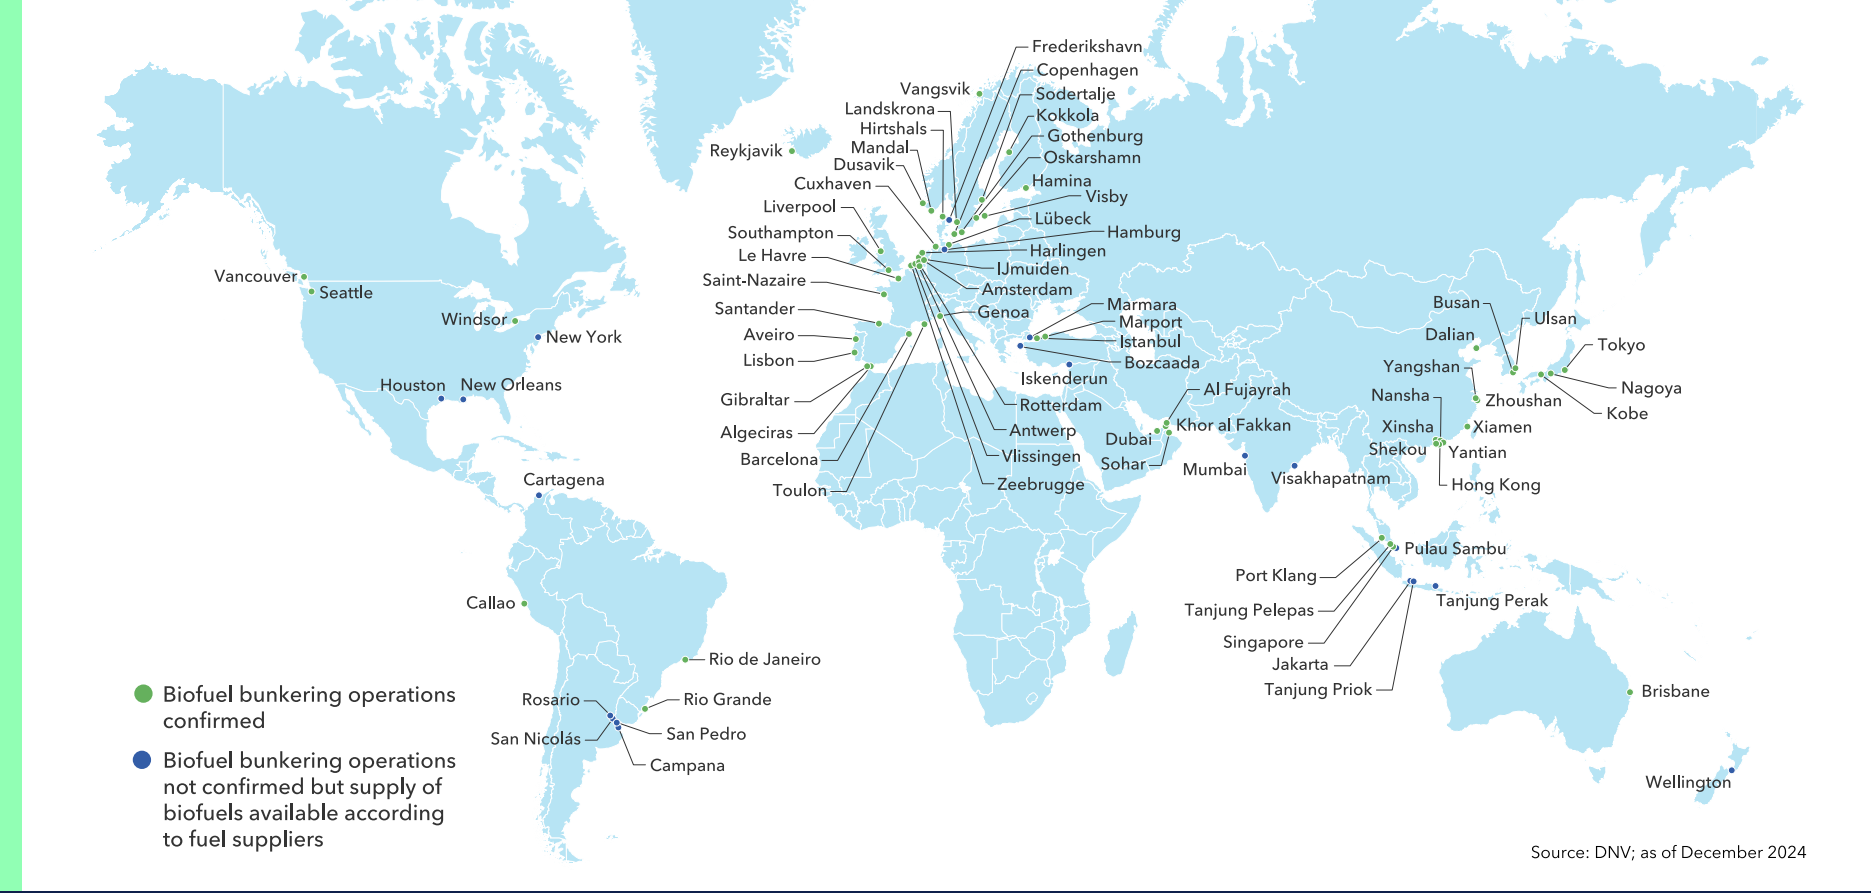 Frederikshavn
Copenhagen
Vangsvik
Sodertalje
Landskrona
Kokkola
Hirtshals
Gothenburg
Reykjavik
Mandal
Oskarshamn
Dusavik
Hamina
Cuxhaven
Visby
Liverpool
Lübeck
Southampton
Hamburg
Le Havre
Harlingen
Saint-Nazaire
IJmuiden
Amsterdam
Vancouver
Seattle
Santander
Genoa
Marmara
Busan
Windsor
Marport
Ulsan
New York
Aveiro
Istanbul
Dalian
Tokyo
Lisbon
Bozcaada
Yangshan
Houston
New Orleans
Iskenderun
Al Fujayrah
Nagoya
Gibraltar
Rotterdam
Nansha
Zhoushan
Kobe
Algeciras
Antwerp
Dubai
Khor al Fakkan
Xinsha
Xiamen
Barcelona
Vlissingen
Sohar
Mumbai
Shekou
Yantian
Cartagena
Toulon
Zeebrugge
Visakhapatnam
Hong Kong
Pulau Sambu
Port Klang
Callao
Tanjung Pelepas
Tanjung Perak
Singapore
Rio de Janeiro
Jakarta
Tanjung Priok
Biofuel bunkering operations
confirmed
Rosario
Rio Grande
Brisbane
San Nicolás
San Pedro
Campana
Biofuel bunkering operations
not confirmed but supply of
biofuels available according
to fuel suppliers
Wellington
Source: DNV; as of December 2024